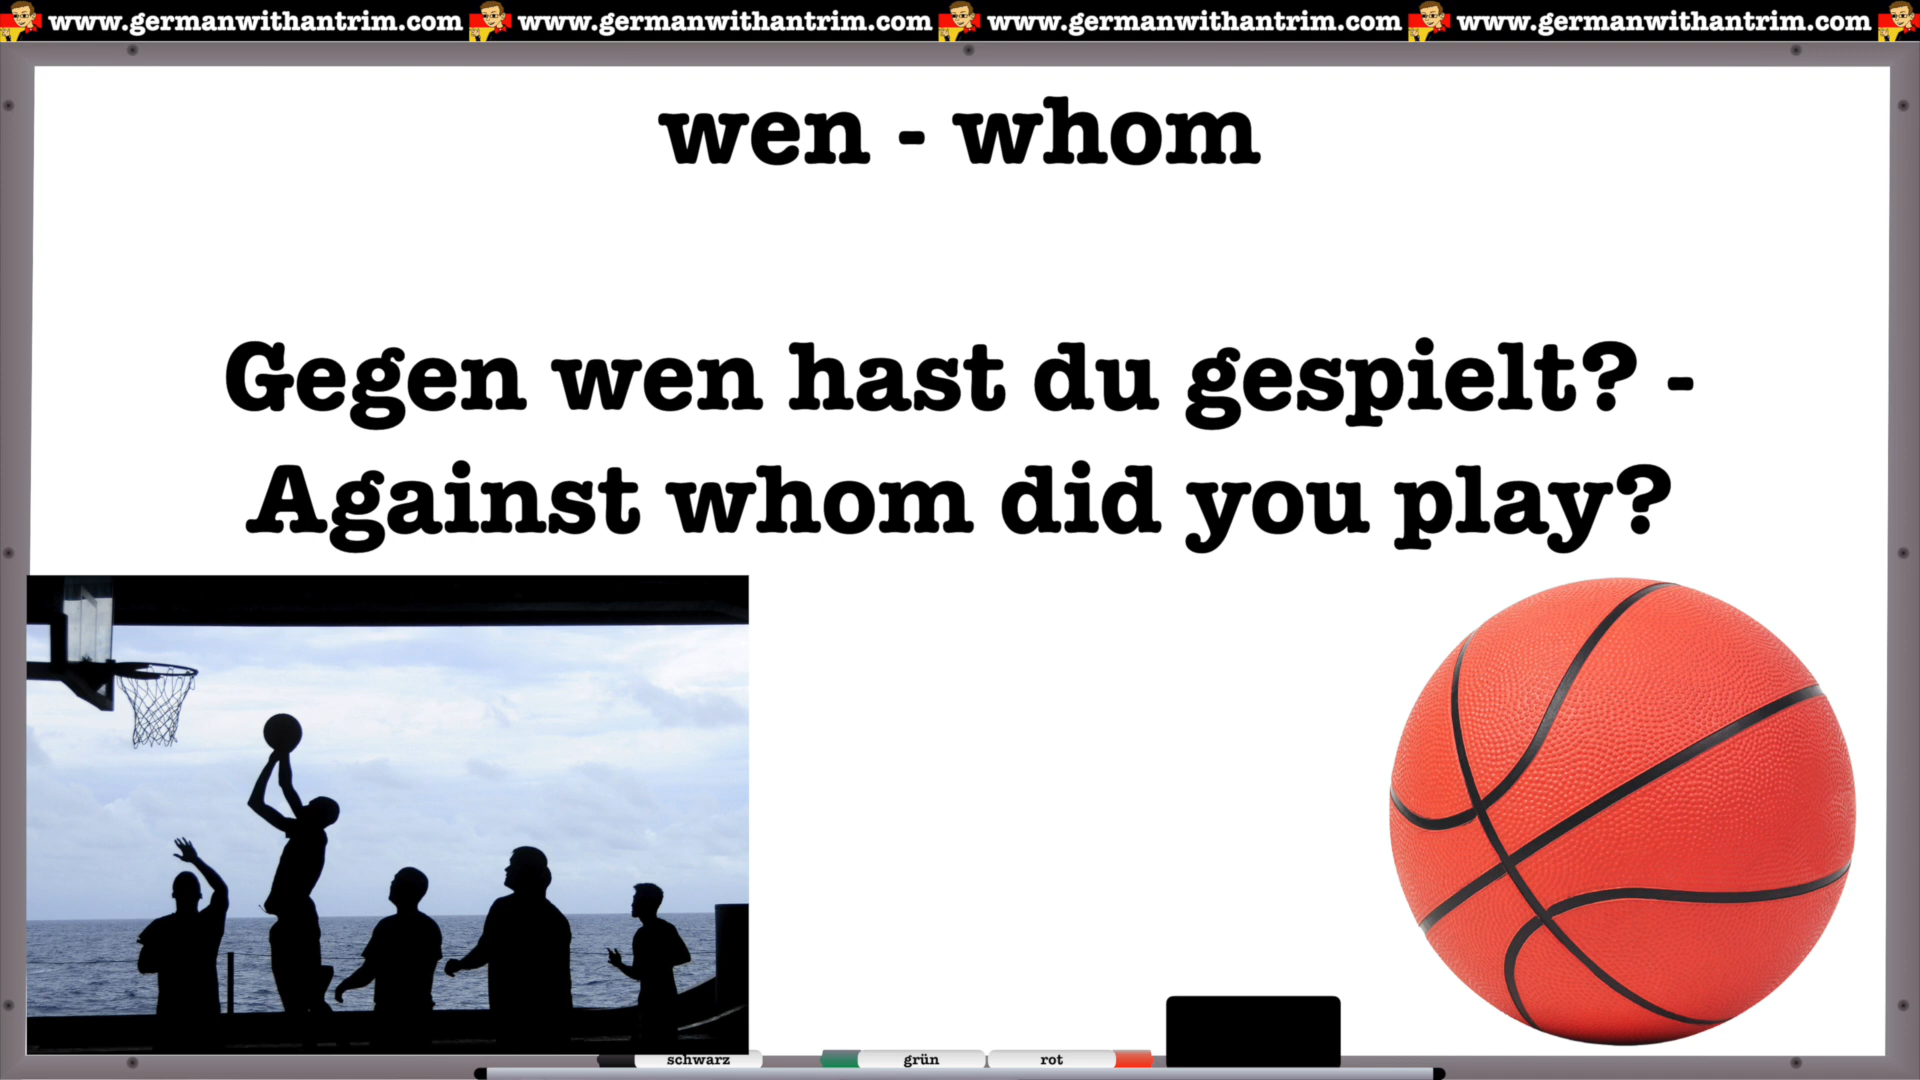 www.germanwithantrim.com www.germanwithantrim.com www.germanwithantrim.com www.germanwithantrim.com
wen - whom
Gegen wen hast du gespielt? -
Against whom did you play?
schwarz grün rot